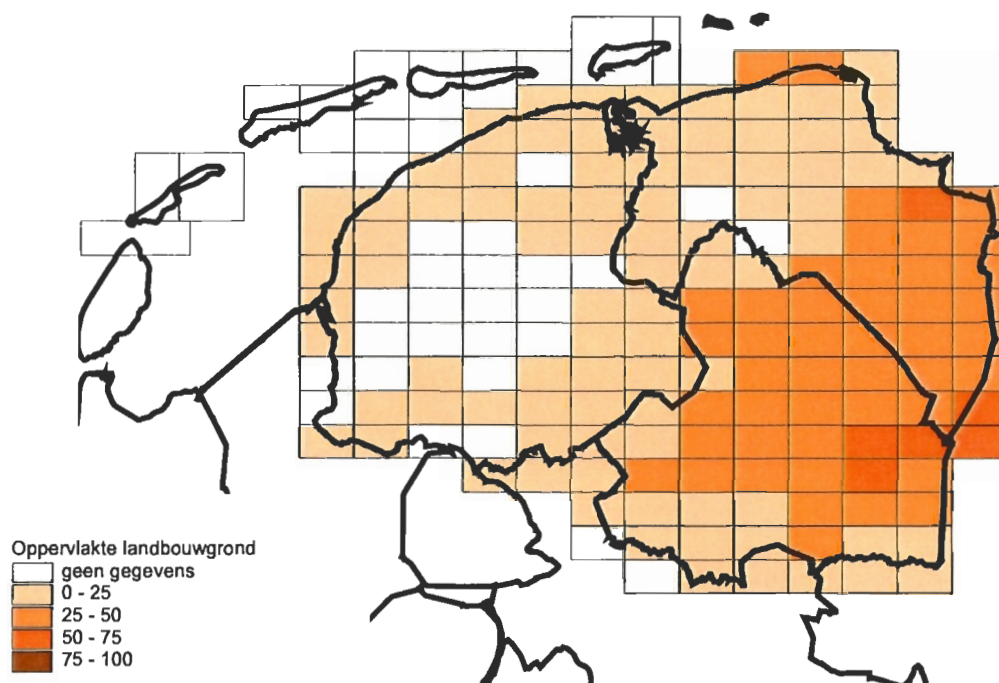 Oppervlakte landbouwgrond
geen gegevens
0 - 25
25 - 50
50 - 75
75 - 100